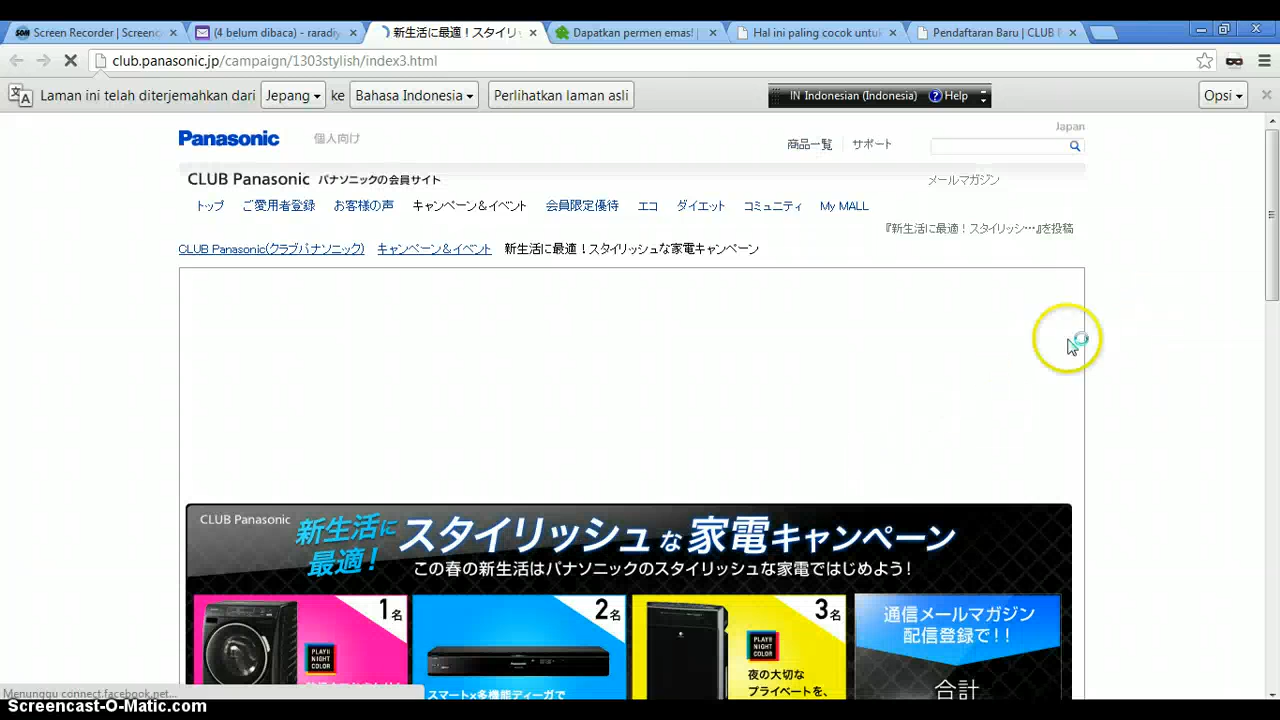 Screen Recorder | Screenc
(4 belum dibaca) - raradiy
新生活に最適！スタイリッ
Dapatkan permen emas! |
Hal ini paling cocok untuk
Pendaftaran Baru | CLUB P
club.panasonic.jp/campaign/1303stylish/index3.html
Laman ini telah diterjemahkan dari Jepang ke Bahasa Indonesia Perlihatkan laman asli
IN Indonesian (Indonesia) Help
Opsi
Japan
Panasonic 個人向け
商品一覧 サポート
CLUB Panasonic パナソニックの会員サイト
メールマガジン
トップ ご愛用者登録 お客様の声 キャンペーン＆イベント 会員限定優待 エコ ダイエット コミュニティ My MALL
『新生活に最適！スタイリッシ…』を投稿
CLUB Panasonic(クラブパナソニック) キャンペーン＆イベント 新生活に最適！スタイリッシュな家電キャンペーン
CLUB Panasonic
新生活に
最適！
スタイリッシュな家電キャンペーン
この春の新生活はパナソニックのスタイリッシュな家電ではじめよう！
1名
PLAY!!
NIGHT
COLOR
2名
Panasonic
スマート×多機能ディーガで
3名
PLAY!!
NIGHT
COLOR
夜の大切な
プライベートを、
通信メールマガジン
配信登録で！！
合計
Menunggu connect.facebook.net...
Screencast-O-Matic.com